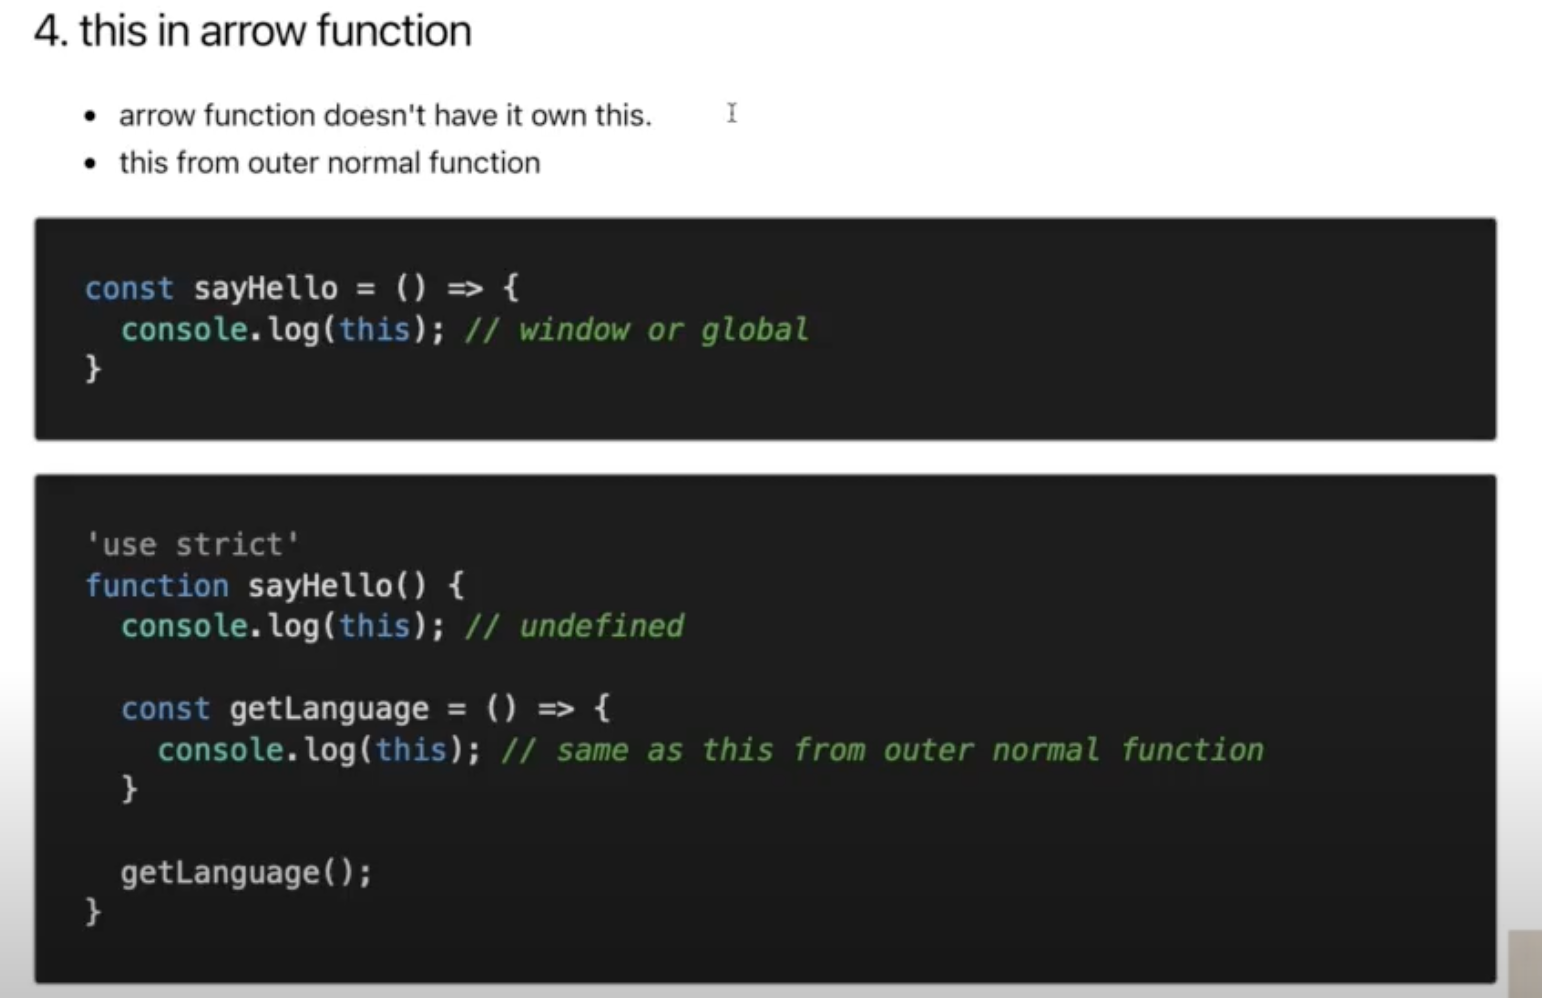 4. this in arrow function
• arrow function doesn't have it own this.
• this from outer normal function
const sayHello = () => {
  console.log(this); // window or global
}
'use strict'
function sayHello() {
  console.log(this); // undefined
  const getLanguage = () => {
    console.log(this); // same as this from outer normal function
  }
  getLanguage();
}